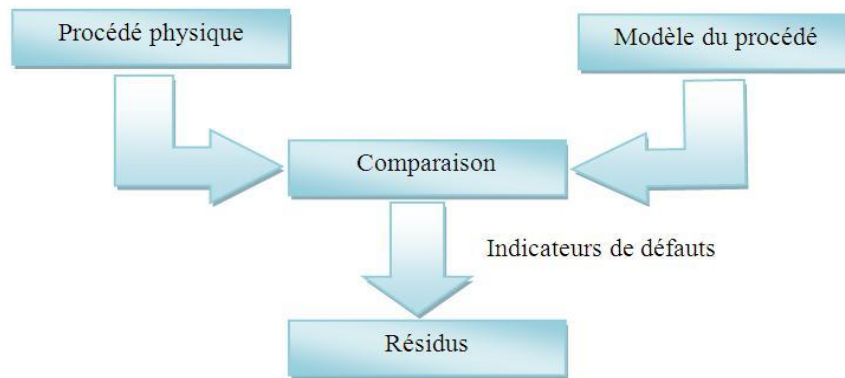 Procédé physique
Modèle du procédé
Comparaison
Indicateurs de défauts
Résidus